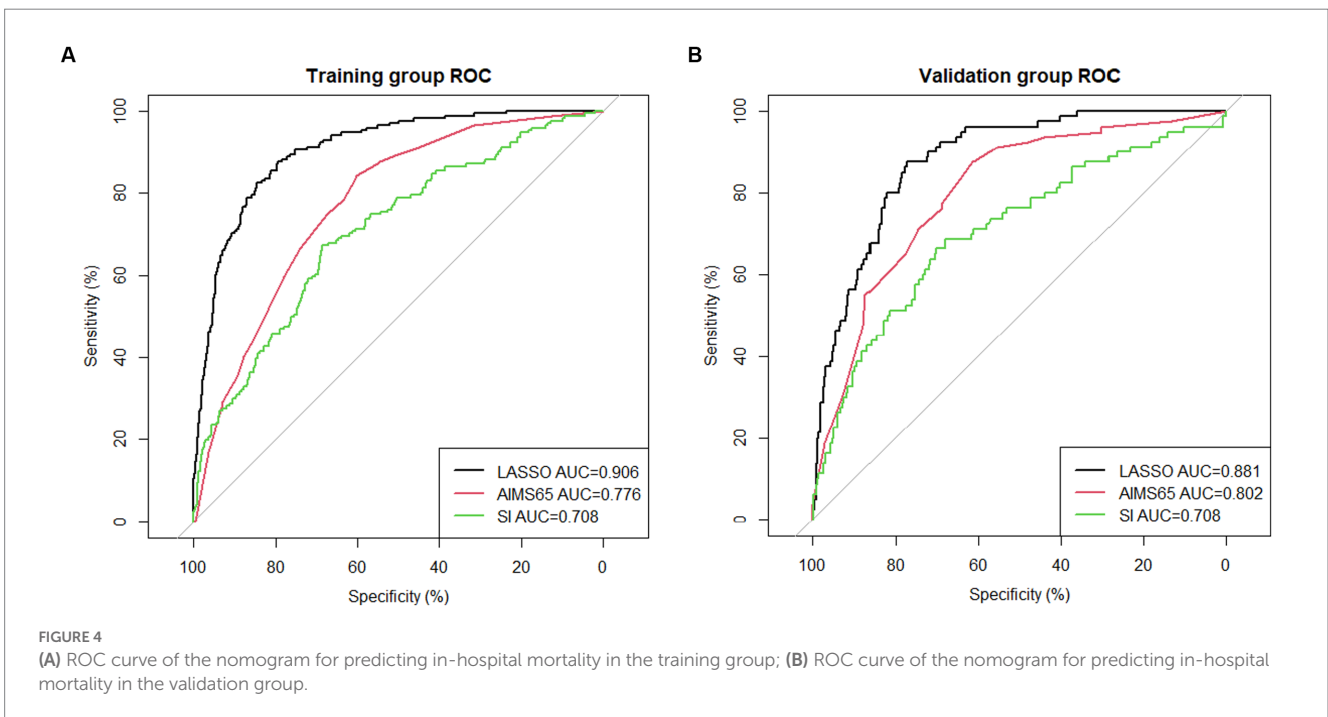 A
Training group ROC
Sensitivity (%)
100
80
60
40
20
0
LASSO AUC=0.906
AIMS65 AUC=0.776
SI AUC=0.708
100 80 60 40 20 0
Specificity (%)
B
Validation group ROC
Sensitivity (%)
100
80
60
40
20
0
LASSO AUC=0.881
AIMS65 AUC=0.802
SI AUC=0.708
100 80 60 40 20 0
Specificity (%)
FIGURE 4
(A) ROC curve of the nomogram for predicting in-hospital mortality in the training group; (B) ROC curve of the nomogram for predicting in-hospital
mortality in the validation group.